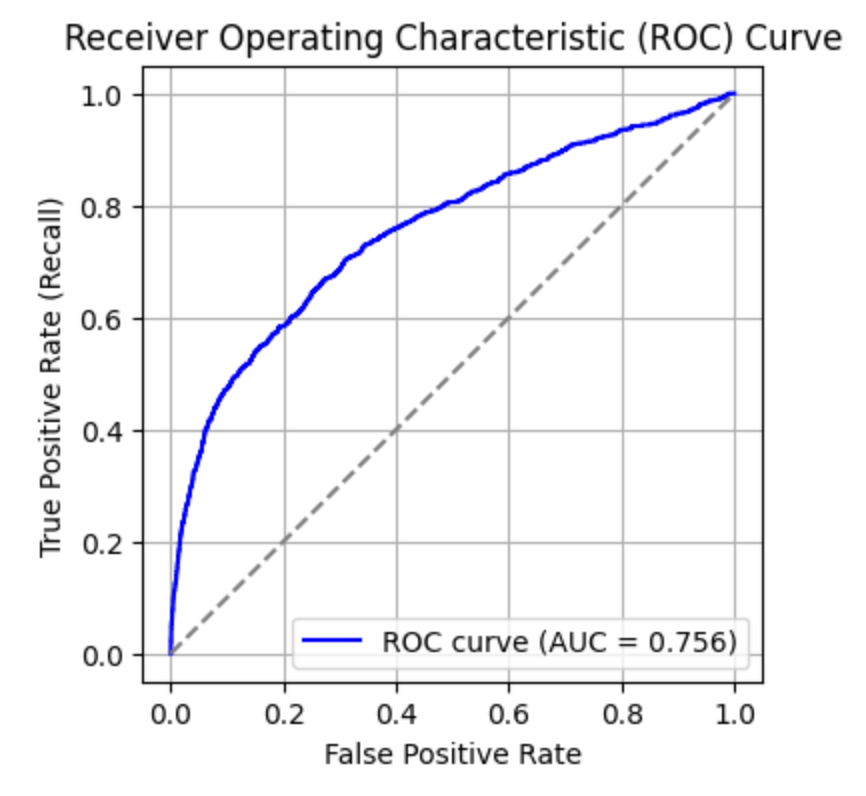 Receiver Operating Characteristic (ROC) Curve
1.0
0.8
0.6
0.4
0.2
0.0
True Positive Rate (Recall)
ROC curve (AUC = 0.756)
0.0 0.2 0.4 0.6 0.8 1.0
False Positive Rate